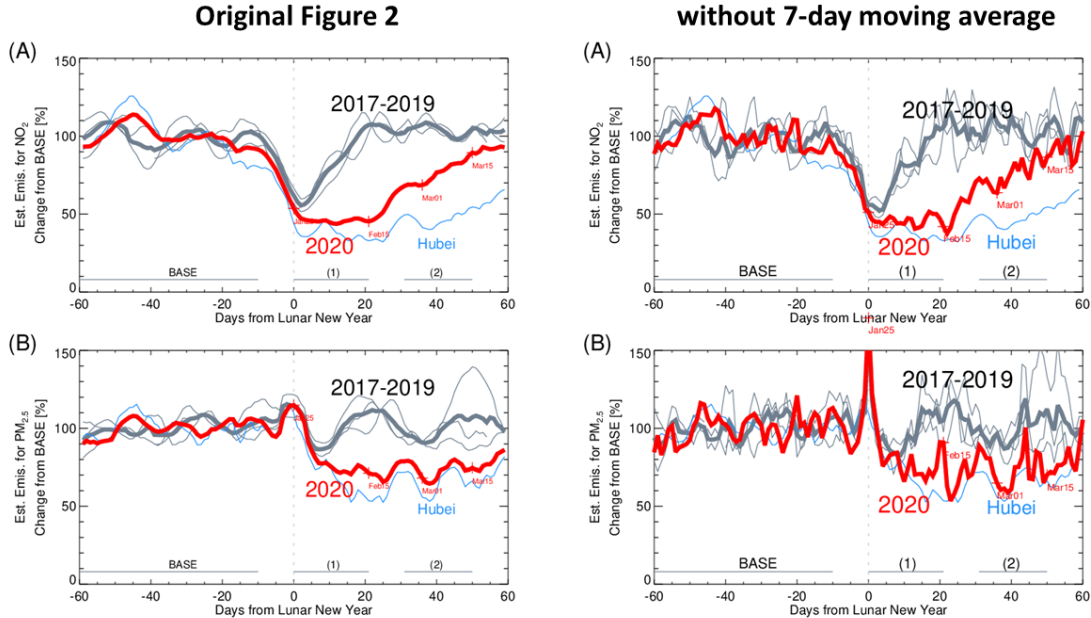 Original Figure 2
without 7-day moving average
(A)
Est. Emis. for NO2
Change from BASE [%]
150
100
50
0
2017-2019
Jan25
Feb15
Mar01
Mar15
2020
Hubei
BASE
(1)
(2)
-60 -40 -20 0 20 40 60
Days from Lunar New Year
(A)
Est. Emis. for NO2
Change from BASE [%]
150
100
50
0
2017-2019
Jan25
Feb15
Mar01
Mar15
2020
Hubei
BASE
(1)
(2)
-60 -40 -20 0 20 40 60
Days from Lunar New Year
Jan25
(B)
Est. Emis. for PM2.5
Change from BASE [%]
150
100
50
0
2017-2019
Feb15
Mar01
Mar15
2020
Hubei
BASE
(1)
(2)
-60 -40 -20 0 20 40 60
Days from Lunar New Year
(B)
Est. Emis. for PM2.5
Change from BASE [%]
150
100
50
0
2017-2019
Feb15
Mar01
Mar15
2020
Hubei
BASE
(1)
(2)
-60 -40 -20 0 20 40 60
Days from Lunar New Year